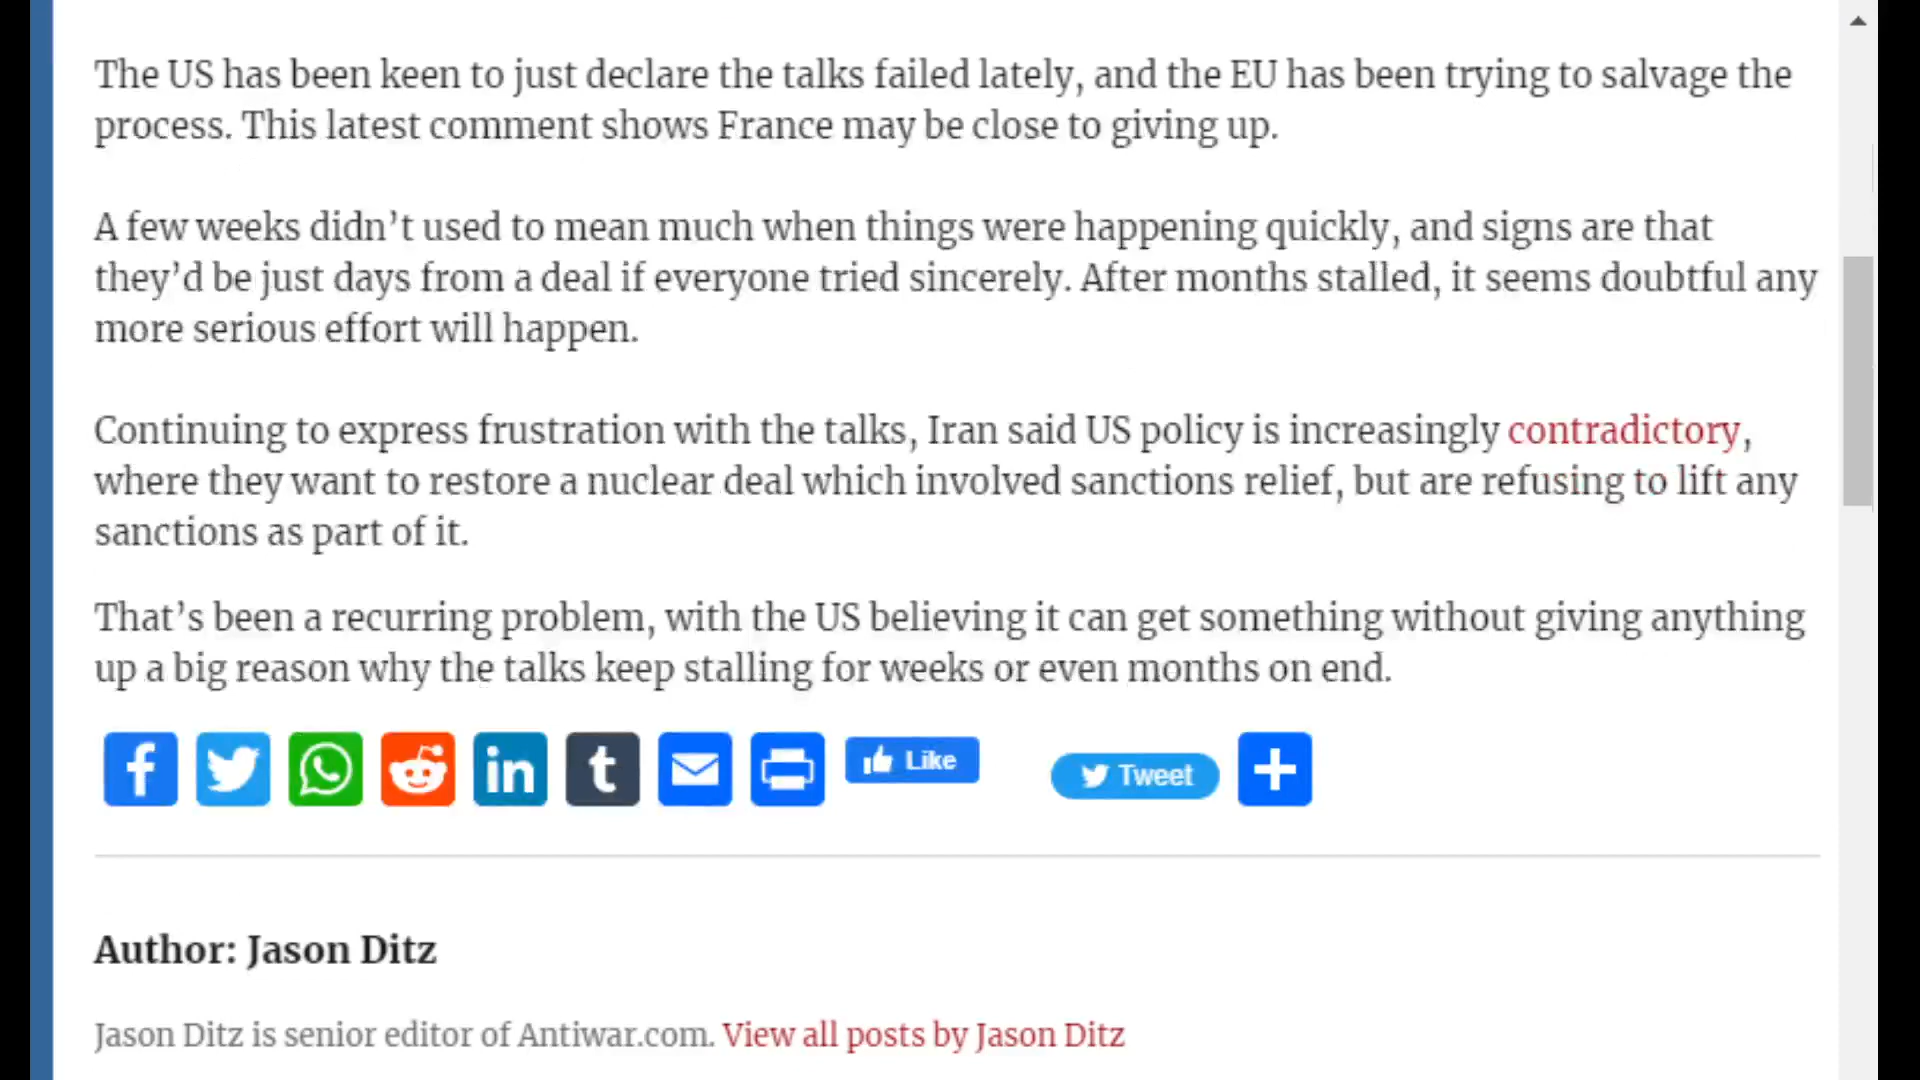 The US has been keen to just declare the talks failed lately, and the EU has been trying to salvage the
process. This latest comment shows France may be close to giving up.
A few weeks didn’t used to mean much when things were happening quickly, and signs are that
they’d be just days from a deal if everyone tried sincerely. After months stalled, it seems doubtful any
more serious effort will happen.
Continuing to express frustration with the talks, Iran said US policy is increasingly contradictory,
where they want to restore a nuclear deal which involved sanctions relief, but are refusing to lift any
sanctions as part of it.
That’s been a recurring problem, with the US believing it can get something without giving anything
up a big reason why the talks keep stalling for weeks or even months on end.
f in t Like Tweet
Author: Jason Ditz
Jason Ditz is senior editor of Antiwar.com. View all posts by Jason Ditz